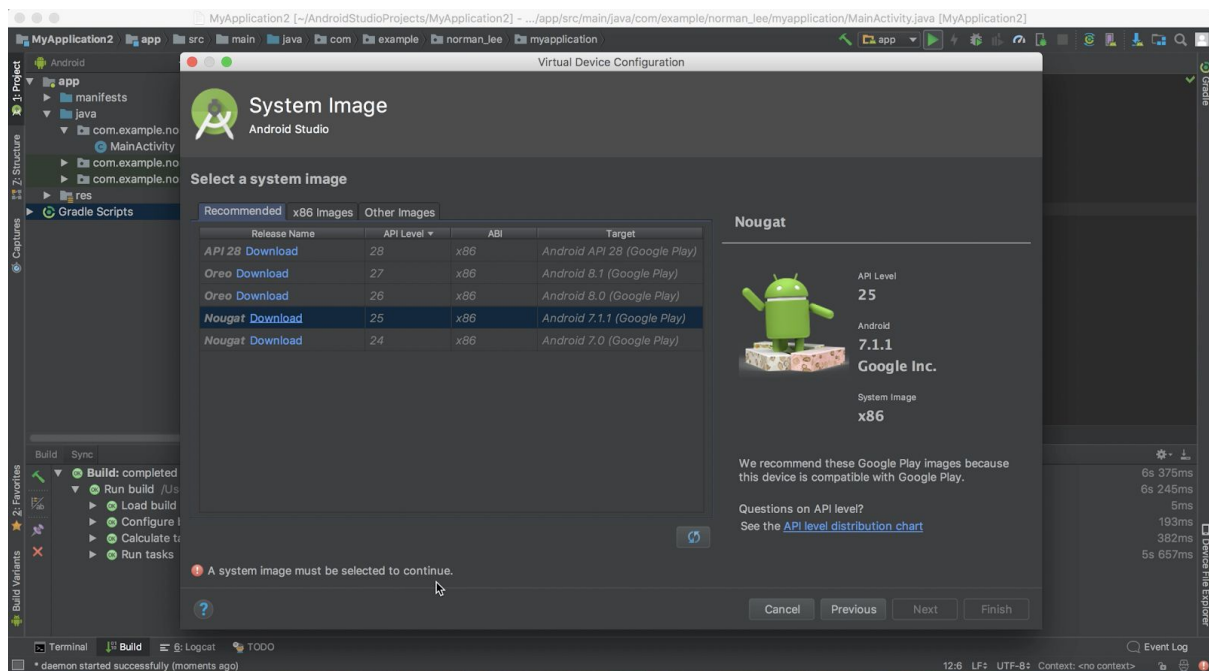 MyApplication2 [~/AndroidStudioProjects/MyApplication2] - .../app/src/main/java/com/example/norman_lee/myapplication/MainActivity.java [MyApplication2]
MyApplication2 app src main java com example norman_lee myapplication app
1: Project
Android
app
manifests
java
com.example.no
MainActivity
com.example.no
com.example.no
res
Gradle Scripts
Z: Structure
Captures
2: Favorites
Build Variants
Gradle
Device File Explorer
Virtual Device Configuration
System Image
Android Studio
Select a system image
Recommended x86 Images Other Images
Release Name API Level ABI Target
API 28 Download 28 x86 Android API 28 (Google Play)
Oreo Download 27 x86 Android 8.1 (Google Play)
Oreo Download 26 x86 Android 8.0 (Google Play)
Nougat Download 25 x86 Android 7.1.1 (Google Play)
Nougat Download 24 x86 Android 7.0 (Google Play)
Nougat
API Level
25
Android
7.1.1
Google Inc.
System Image
x86
We recommend these Google Play images because
this device is compatible with Google Play.
Questions on API level?
See the API level distribution chart
A system image must be selected to continue.
? Cancel Previous Next Finish
Build Sync
Build: completed 6s 375ms
Run build /Us 6s 245ms
Load build 5ms
Configure 193ms
Calculate ta 382ms
Run tasks 5s 657ms
Terminal Build 6: Logcat TODO Event Log
* daemon started successfully (moments ago) 12:6 LF UTF-8 Context: <no context>